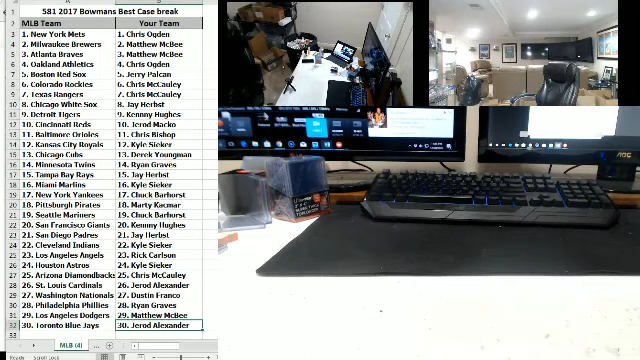 581 2017 Bowmans Best Case break
MLB Team Your Team
1. New York Mets 1. Chris Ogden
2. Milwaukee Brewers 2. Matthew McBee
3. Atlanta Braves 3. Matthew McBee
4. Oakland Athletics 4. Chris Ogden
5. Boston Red Sox 5. Jerry Palcan
6. Colorado Rockies 6. Chris McCauley
7. Texas Rangers 7. Chris McCauley
8. Chicago White Sox 8. Jay Herbst
9. Detroit Tigers 9. Kennny Hughes
10. Cincinnati Reds 10. Jerod Macko
11. Baltimore Orioles 11. Chris Bishop
12. Kansas City Royals 12. Kyle Sieker
13. Chicago Cubs 13. Derek Youngman
14. Minnesota Twins 14. Ryan Graves
15. Tampa Bay Rays 15. Jay Herbst
16. Miami Marlins 16. Kyle Sieker
17. New York Yankees 17. Chuck Barhorst
18. Pittsburgh Pirates 18. Marty Kacmar
19. Seattle Mariners 19. Chuck Barhorst
20. San Francisco Giants 20. Kennny Hughes
21. San Diego Padres 21. Jay Herbst
22. Cleveland Indians 22. Kyle Sieker
23. Los Angeles Angels 23. Rick Carlson
24. Houston Astros 24. Kyle Sieker
25. Arizona Diamondbacks 25. Chris McCauley
26. St. Louis Cardinals 26. Jerod Alexander
27. Washington Nationals 27. Dustin Franco
28. Philadelphia Phillies 28. Ryan Graves
29. Los Angeles Dodgers 29. Matthew McBee
30. Toronto Blue Jays 30. Jerod Alexander
MLB (4)
Ready Scroll Lock
AOC